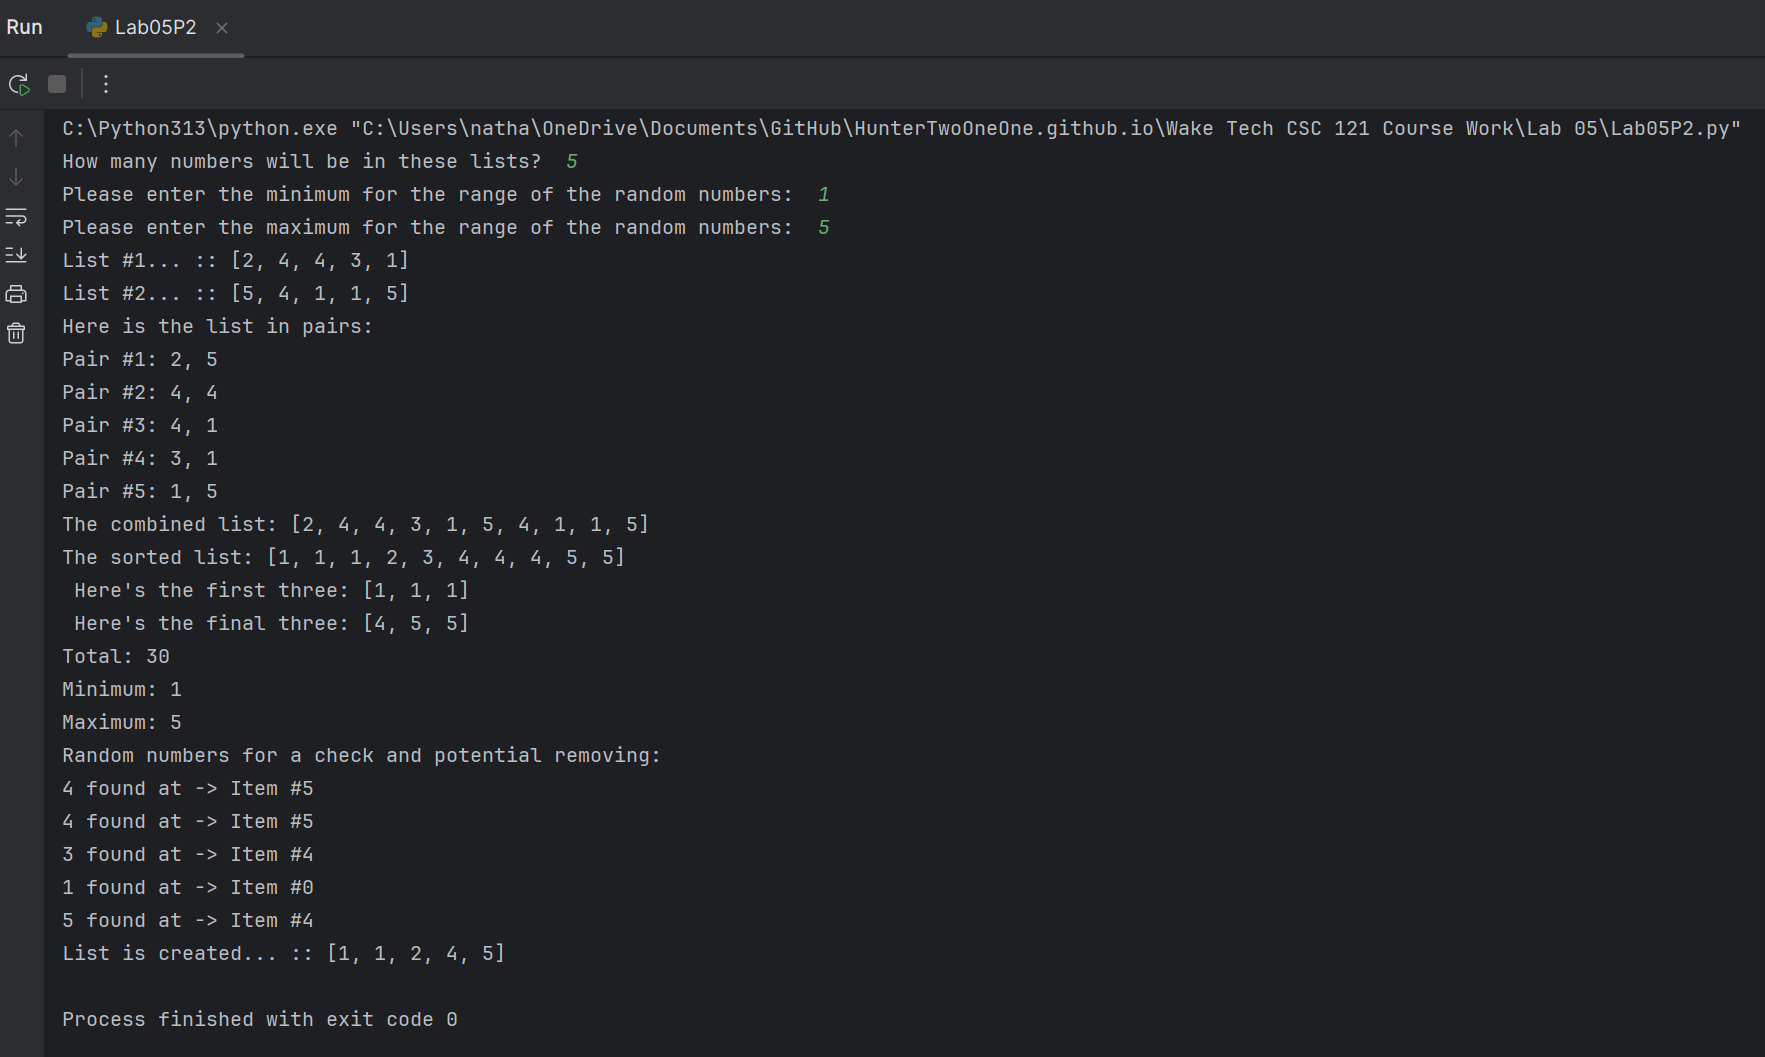 Run Lab05P2
C:\Python313\python.exe "C:\Users\natha\OneDrive\Documents\GitHub\HunterTwoOneOne.github.io\Wake Tech CSC 121 Course Work\Lab 05\Lab05P2.py"
How many numbers will be in these lists?  5
Please enter the minimum for the range of the random numbers:  1
Please enter the maximum for the range of the random numbers:  5
List #1... :: [2, 4, 4, 3, 1]
List #2... :: [5, 4, 1, 1, 5]
Here is the list in pairs:
Pair #1: 2, 5
Pair #2: 4, 4
Pair #3: 4, 1
Pair #4: 3, 1
Pair #5: 1, 5
The combined list: [2, 4, 4, 3, 1, 5, 4, 1, 1, 5]
The sorted list: [1, 1, 1, 2, 3, 4, 4, 4, 5, 5]
 Here's the first three: [1, 1, 1]
 Here's the final three: [4, 5, 5]
Total: 30
Minimum: 1
Maximum: 5
Random numbers for a check and potential removing:
4 found at -> Item #5
4 found at -> Item #5
3 found at -> Item #4
1 found at -> Item #0
5 found at -> Item #4
List is created... :: [1, 1, 2, 4, 5]
Process finished with exit code 0